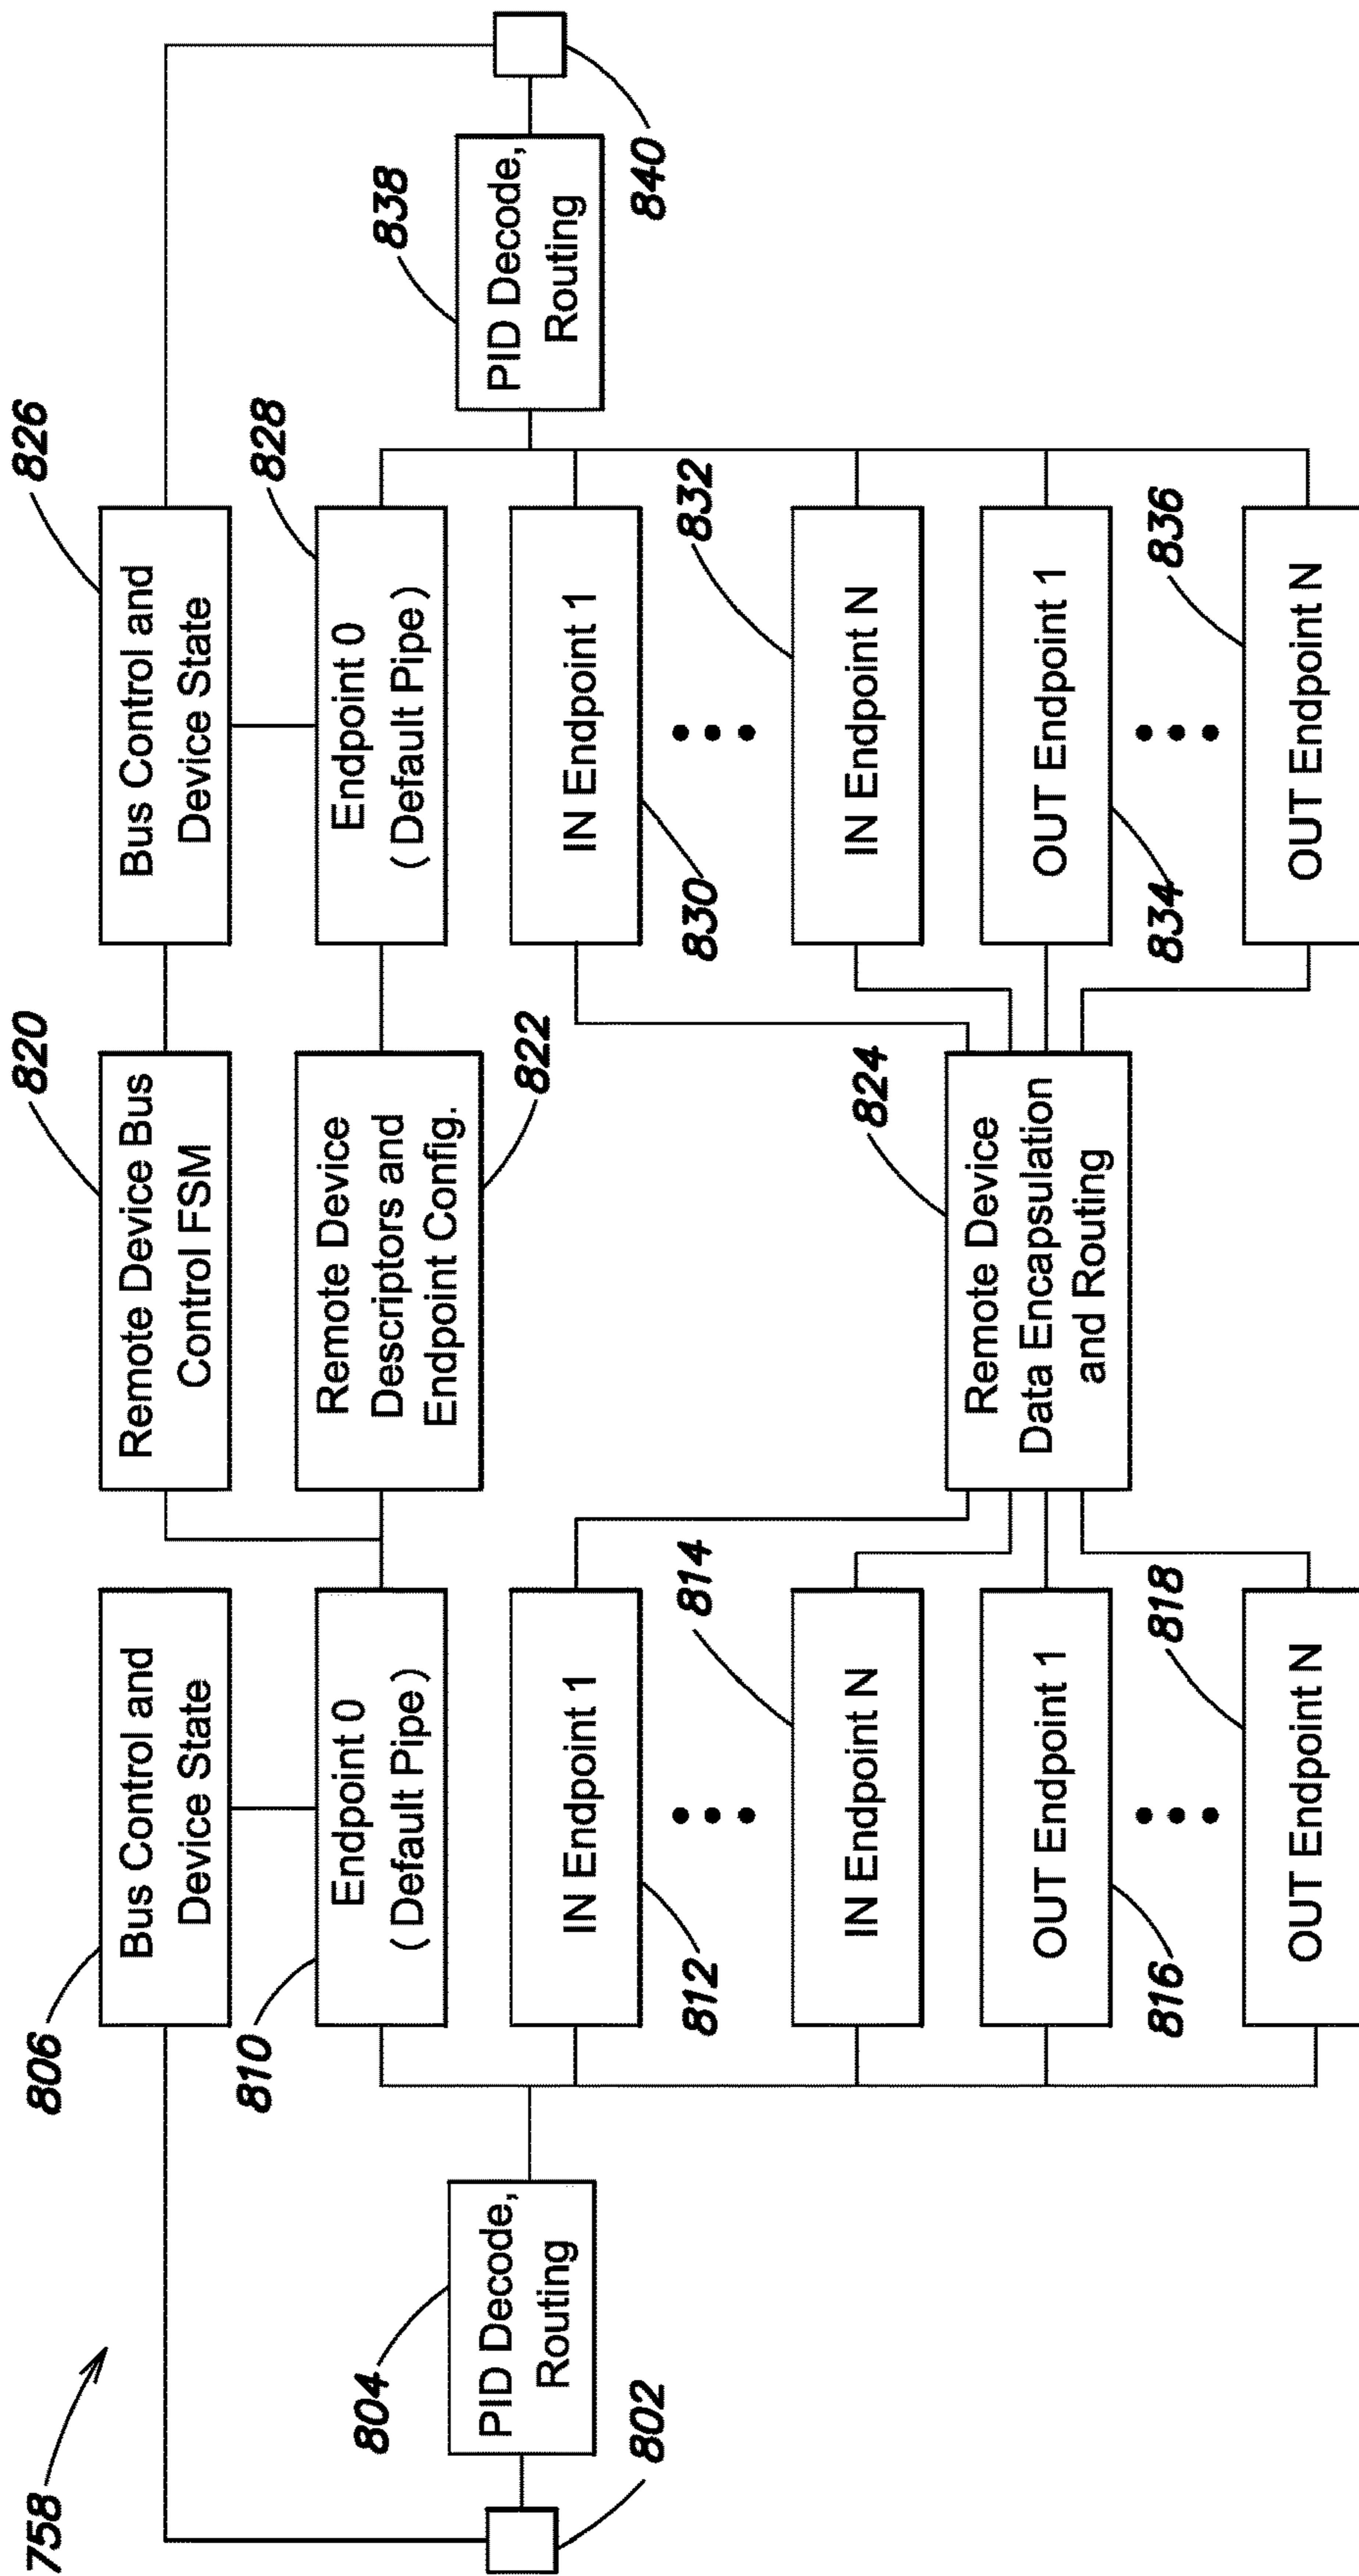 758
802
804
PID Decode,
Routing
806
Bus Control and
Device State
810
Endpoint 0
( Default Pipe )
812
IN Endpoint 1
814
IN Endpoint N
816
OUT Endpoint 1
818
OUT Endpoint N
820
Remote Device Bus
Control FSM
822
Remote Device
Descriptors and
Endpoint Config.
824
Remote Device
Data Encapsulation
and Routing
826
Bus Control and
Device State
828
Endpoint 0
( Default Pipe )
830
IN Endpoint 1
832
IN Endpoint N
834
OUT Endpoint 1
836
OUT Endpoint N
838
PID Decode,
Routing
840